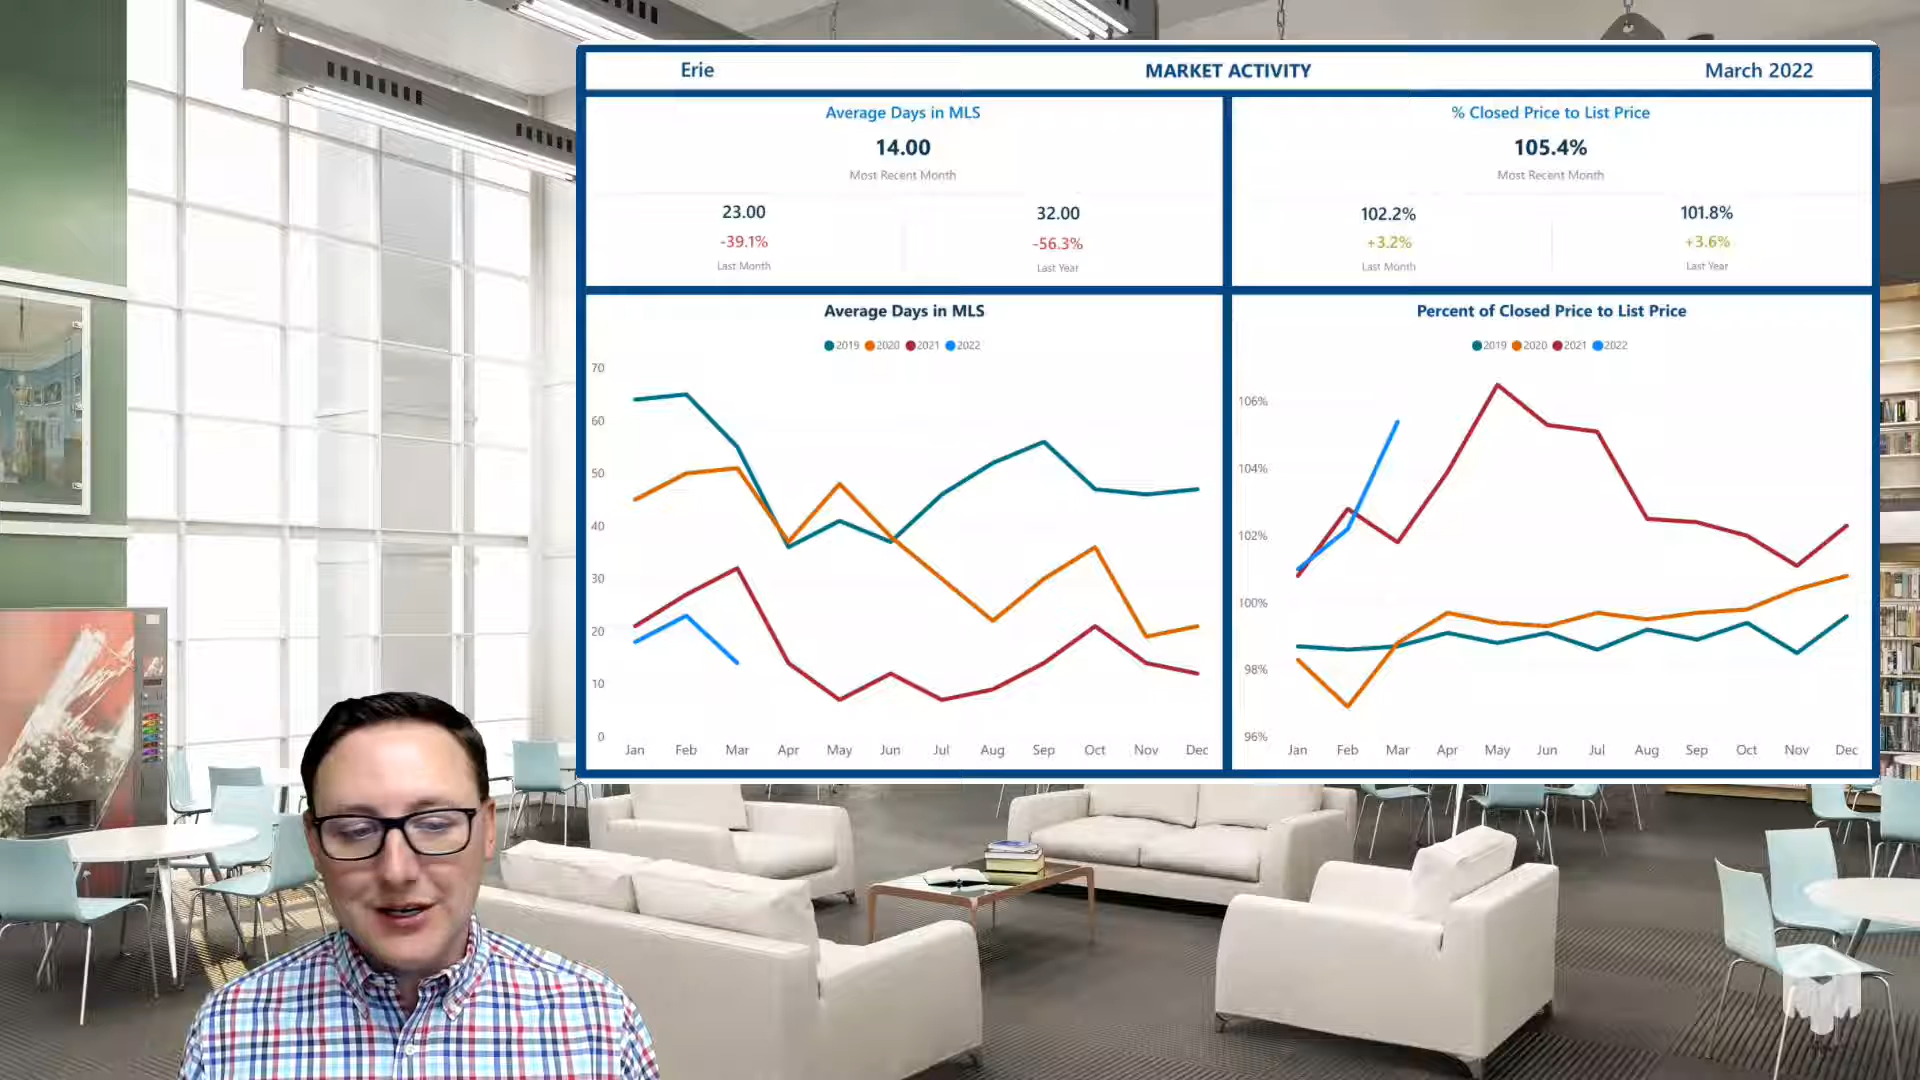 Erie
MARKET ACTIVITY
March 2022
Average Days in MLS
14.00
Most Recent Month
23.00
-39.1%
Last Month
32.00
-56.3%
Last Year
% Closed Price to List Price
105.4%
Most Recent Month
102.2%
+3.2%
Last Month
101.8%
+3.6%
Last Year
Average Days in MLS
2019 2020 2021 2022
70
60
50
40
30
20
10
0
Jan Feb Mar Apr May Jun Jul Aug Sep Oct Nov Dec
Percent of Closed Price to List Price
2019 2020 2021 2022
106%
104%
102%
100%
98%
96%
Jan Feb Mar Apr May Jun Jul Aug Sep Oct Nov Dec